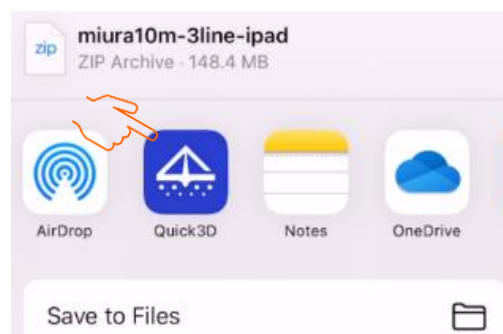 zip
miura10m-3line-ipad
ZIP Archive · 148.4 MB
AirDrop
Quick3D
Notes
OneDrive
Save to Files